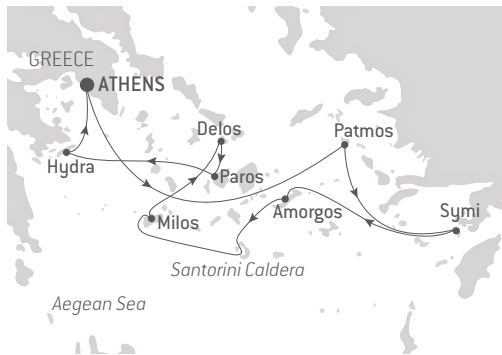 GREECE
ATHENS
Delos
Patmos
Hydra
Paros
Amorgos
Symi
Milos
Santorini Caldera
Aegean Sea